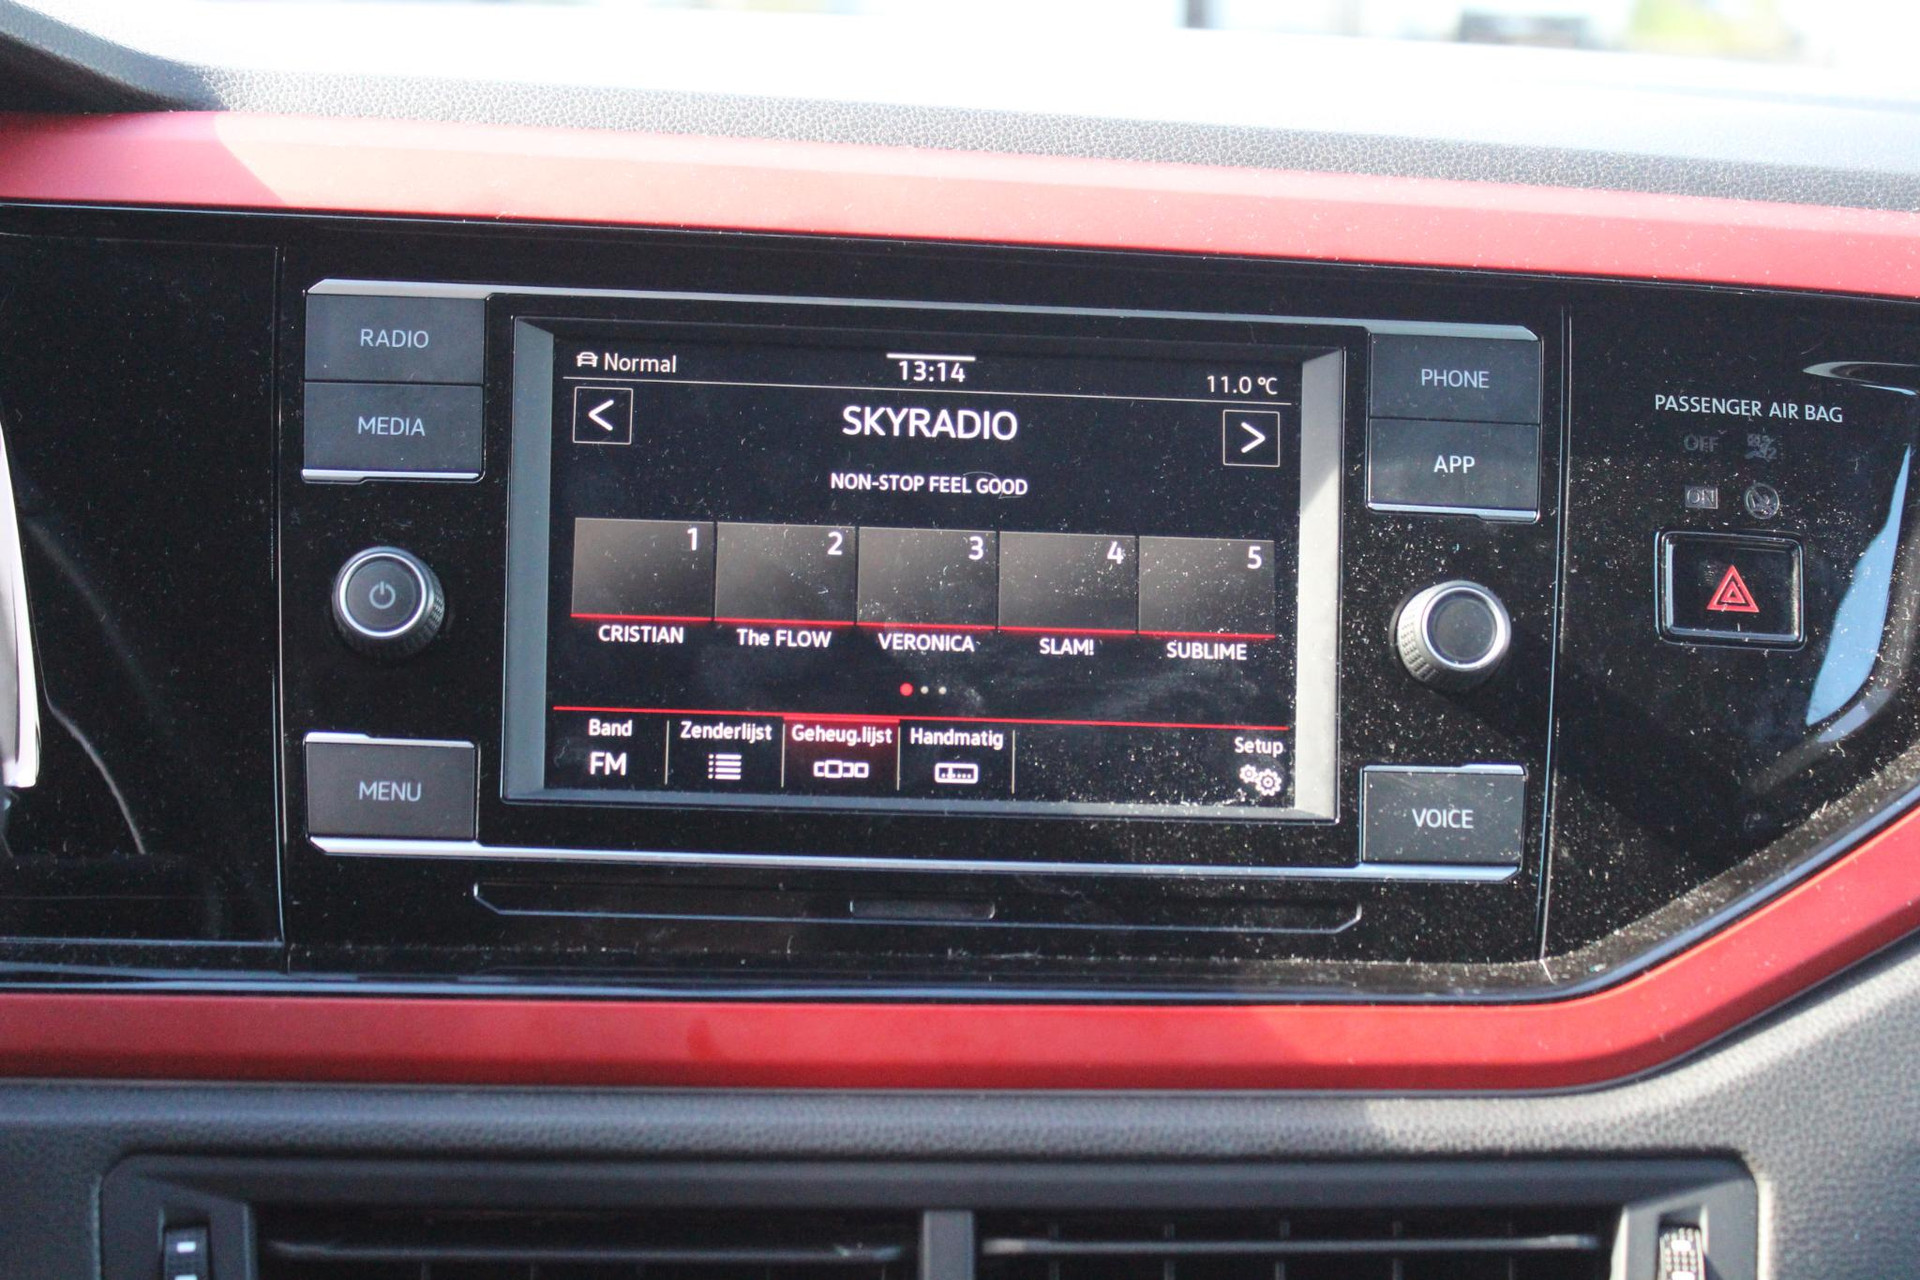 RADIO
MEDIA
MENU
Normal
13:14
11.0 °C
<
SKYRADIO
>
NON-STOP FEEL GOOD
1 2 3 4 5
CRISTIAN The FLOW VERONICA SLAM! SUBLIME
Band Zenderlijst Geheug.lijst Handmatig Setup
FM
PHONE
APP
VOICE
PASSENGER AIR BAG
OFF
ON